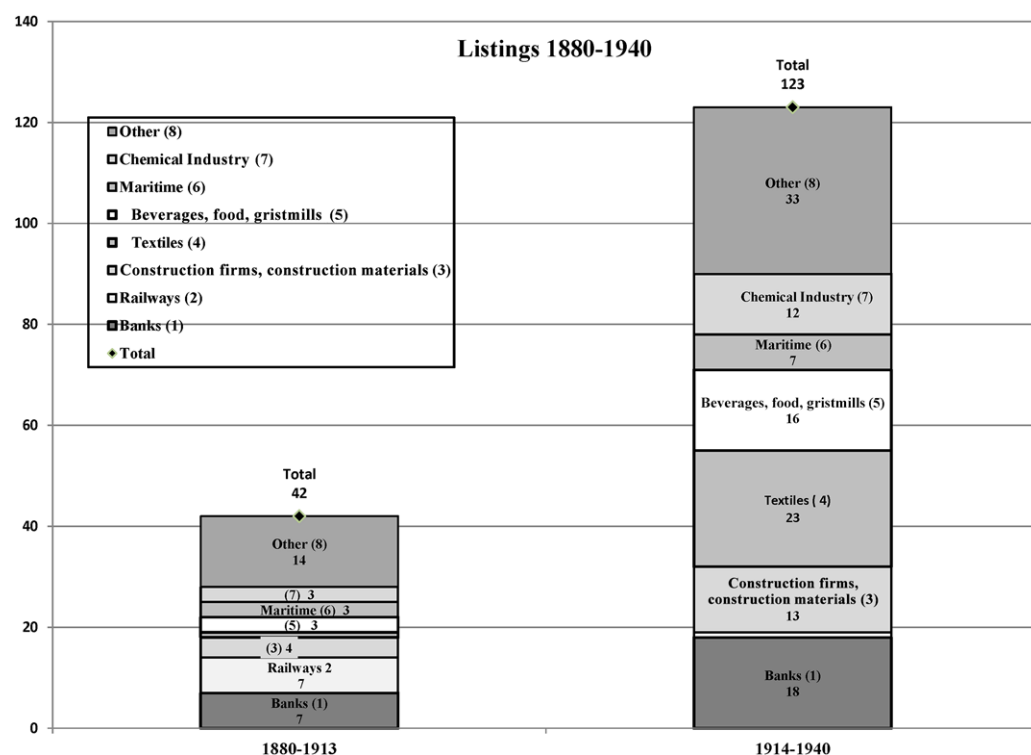 Listings 1880-1940
140
120
100
80
60
40
20
0
Other (8)
Chemical Industry (7)
Maritime (6)
Beverages, food, gristmills (5)
Textiles (4)
Construction firms, construction materials (3)
Railways (2)
Banks (1)
Total
Total
42
Other (8)
14
(7) 3
Maritime (6) 3
(5) 3
(3) 4
Railways 2
7
Banks (1)
7
Total
123
Other (8)
33
Chemical Industry (7)
12
Maritime (6)
7
Beverages, food, gristmills (5)
16
Textiles ( 4)
23
Construction firms,
construction materials (3)
13
Banks (1)
18
1880-1913
1914-1940